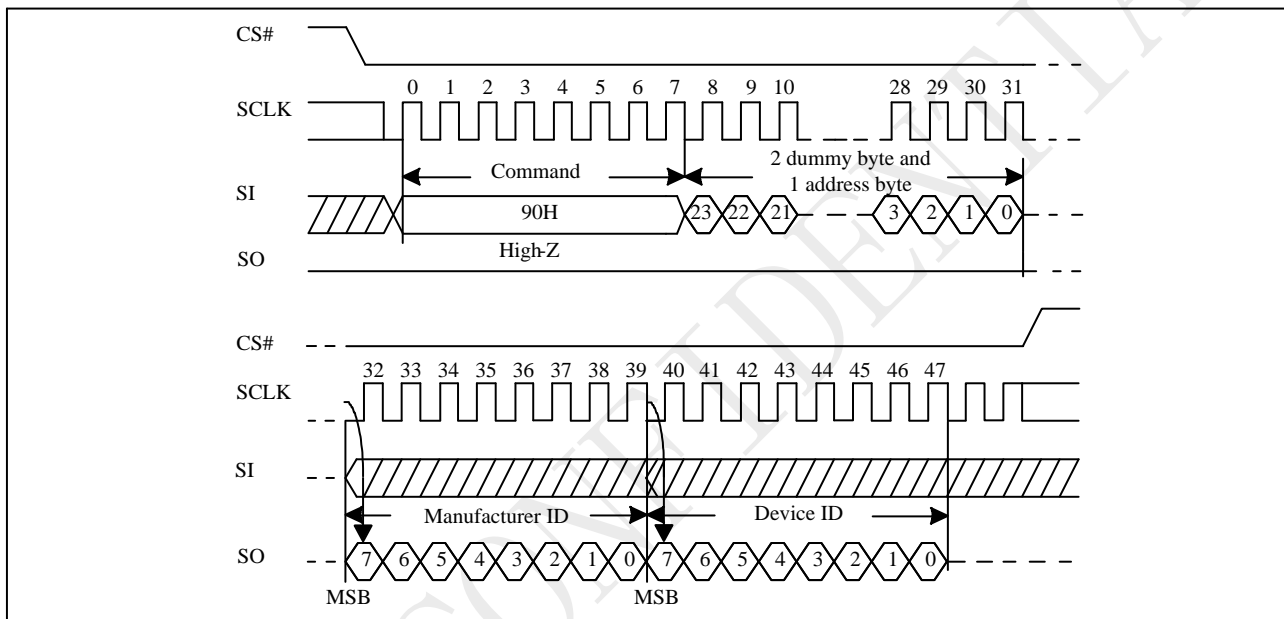 CS#
0 1 2 3 4 5 6 7 8 9 10 28 29 30 31
SCLK
Command
2 dummy byte and
1 address byte
SI
90H
23 22 21 3 2 1 0
High-Z
SO
CS#
32 33 34 35 36 37 38 39 40 41 42 43 44 45 46 47
SCLK
SI
Manufacturer ID Device ID
SO
7 6 5 4 3 2 1 0 7 6 5 4 3 2 1 0
MSB MSB
CONFIDENTIA